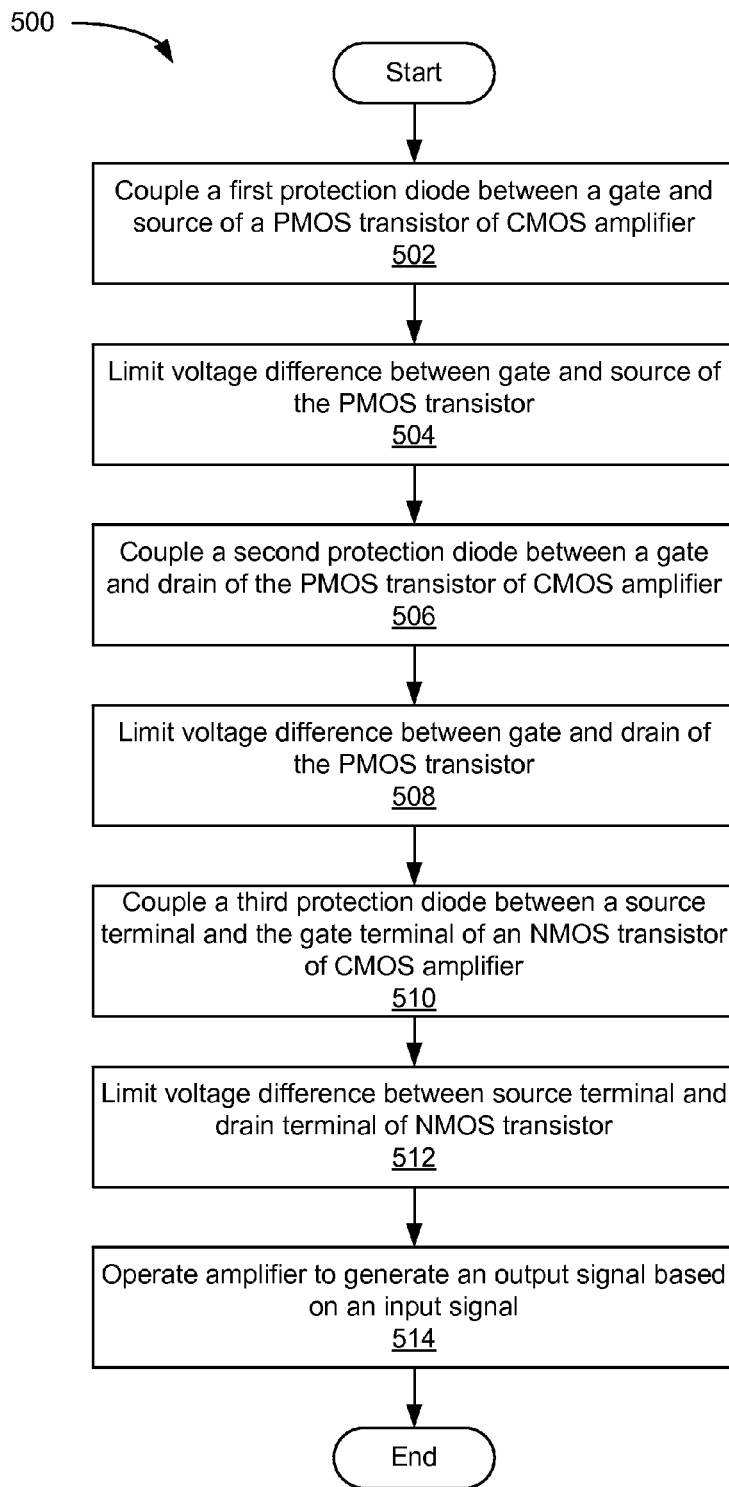 500
Start
Couple a first protection diode between a gate and
source of a PMOS transistor of CMOS amplifier
502
Limit voltage difference between gate and source of
the PMOS transistor
504
Couple a second protection diode between a gate
and drain of the PMOS transistor of CMOS amplifier
506
Limit voltage difference between gate and drain of
the PMOS transistor
508
Couple a third protection diode between a source
terminal and the gate terminal of an NMOS transistor
of CMOS amplifier
510
Limit voltage difference between source terminal and
drain terminal of NMOS transistor
512
Operate amplifier to generate an output signal based
on an input signal
514
End